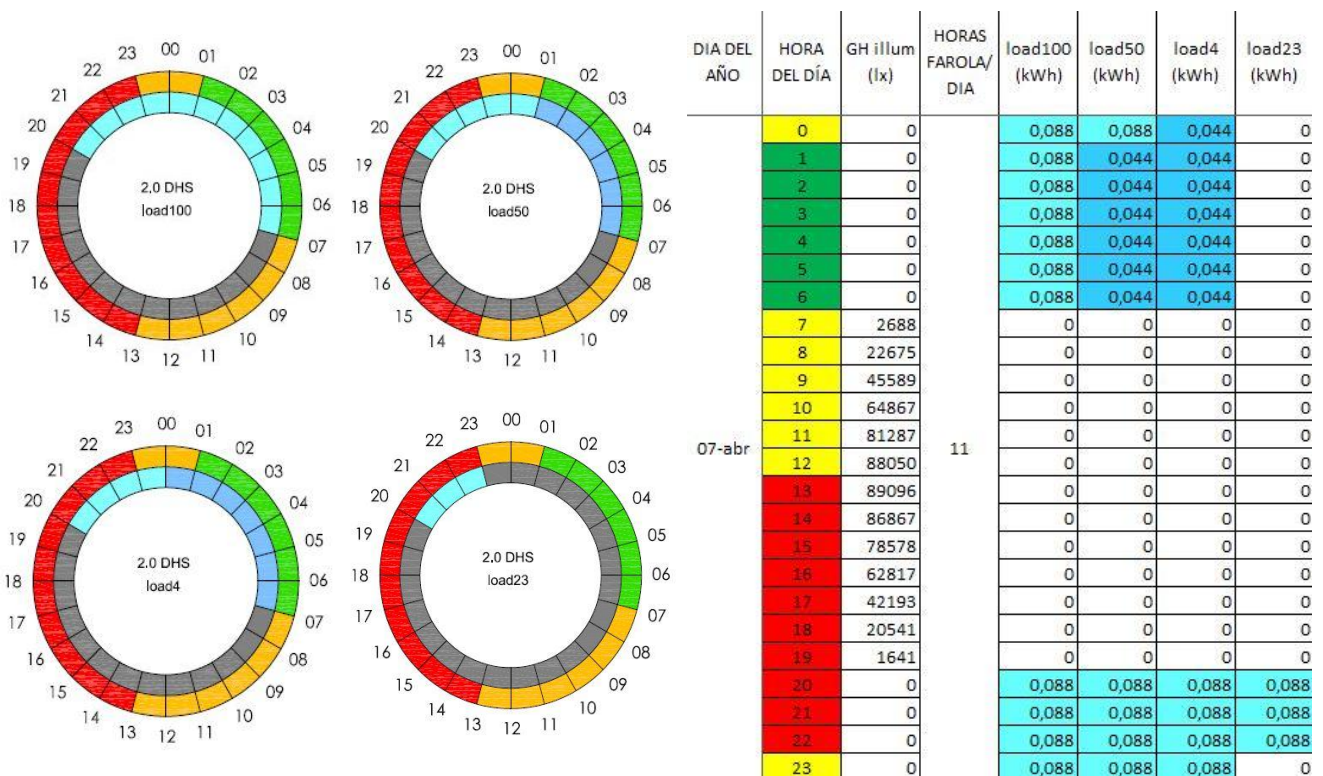 00 01 02 03 04 05 06 07 08 09 10 11 12 13 14 15 16 17 18 19 20 21 22 23
2.0 DHS
load100
00 01 02 03 04 05 06 07 08 09 10 11 12 13 14 15 16 17 18 19 20 21 22 23
2.0 DHS
load50
00 01 02 03 04 05 06 07 08 09 10 11 12 13 14 15 16 17 18 19 20 21 22 23
2.0 DHS
load4
00 01 02 03 04 05 06 07 08 09 10 11 12 13 14 15 16 17 18 19 20 21 22 23
2.0 DHS
load23
DIA DEL AÑO HORA DEL DÍA GH illum (lx) HORAS FAROLA/ DIA load100 (kWh) load50 (kWh) load4 (kWh) load23 (kWh)
0 0 0,088 0,088 0,044 0
1 0 0,088 0,044 0,044 0
2 0 0,088 0,044 0,044 0
3 0 0,088 0,044 0,044 0
4 0 0,088 0,044 0,044 0
5 0 0,088 0,044 0,044 0
6 0 0,088 0,044 0,044 0
7 2688 0 0 0 0
8 22675 0 0 0 0
9 45589 0 0 0 0
10 64867 0 0 0 0
07-abr 11 81287 11 0 0 0 0
12 88050 0 0 0 0
13 89096 0 0 0 0
14 86867 0 0 0 0
15 78578 0 0 0 0
16 62817 0 0 0 0
17 42193 0 0 0 0
18 20541 0 0 0 0
19 1641 0 0 0 0
20 0 0,088 0,088 0,088 0,088
21 0 0,088 0,088 0,088 0,088
22 0 0,088 0,088 0,088 0,088
23 0 0,088 0,088 0,088 0